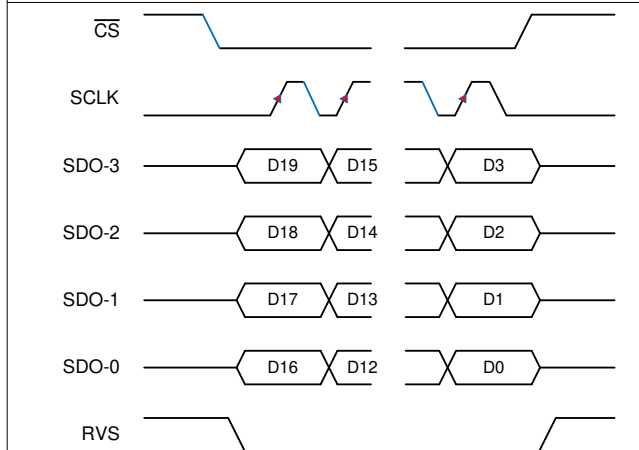 CS
SCLK
SDO-3 D19 D15 D3
SDO-2 D18 D14 D2
SDO-1 D17 D13 D1
SDO-0 D16 D12 D0
RVS